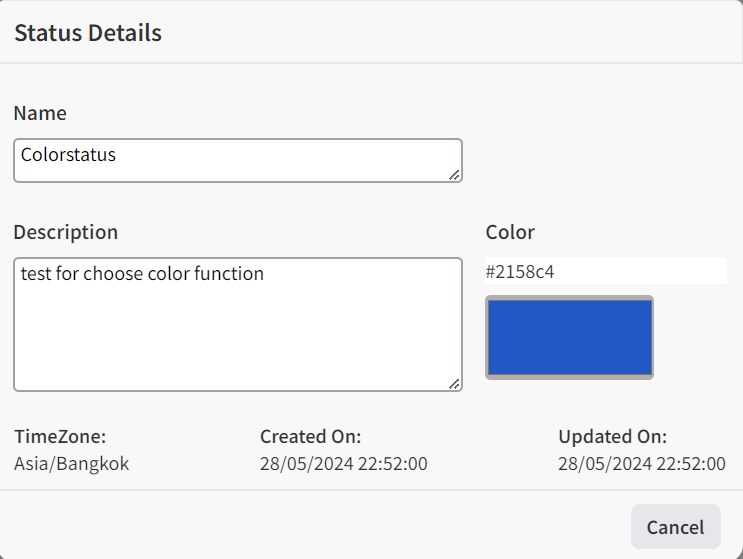 Status Details
Name
Colorstatus
Description
Color
test for choose color function
#2158c4
TimeZone:
Created On:
Updated On:
Asia/Bangkok
28/05/2024 22:52:00
28/05/2024 22:52:00
Cancel